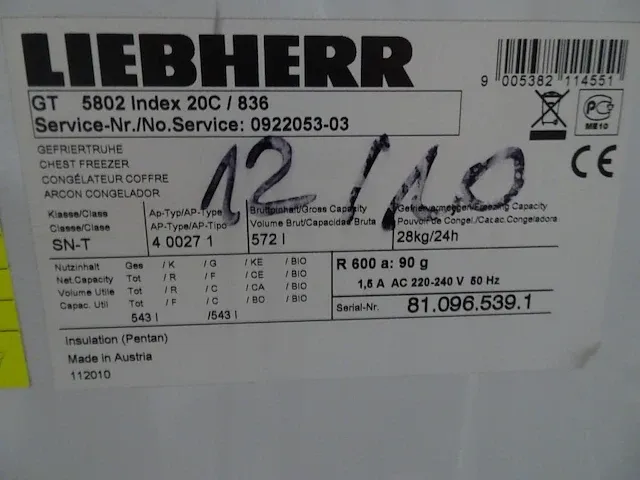 LIEBHERR
9 005382 114551
GT 5802 Index 20C / 836
Service-Nr./No.Service: 0922053-03
ME10
CE
GEFRIERTRUHE
CHEST FREEZER
CONGÉLATEUR COFFRE
ARCON CONGELADOR
12/10
Klasse/Class Ap-Typ/AP-Type Bruttoinhalt/Gross Capacity Gefriervermoegen/Freezing Capacity
Classe/Clase AP-Type/AP-Tipo Volume Brut/Capacidad Bruta Pouvoir de Congel./Catac.Congeladora
SN-T 4 0027 1 572 l 28kg/24h
Nutzinhalt Ges / K / G / KE / BIO
Net.Capacity Tot / R / F / CE / BIO
Volume Utile Tot / R / C / CA / BIO
Capac. Util Tot / F / C / BO / BIO
543 l /543 l
R 600 a: 90 g
1,5 A AC 220-240 V 50 Hz
Serial-Nr. 81.096.539.1
Insulation (Pentan)
Made in Austria
112010